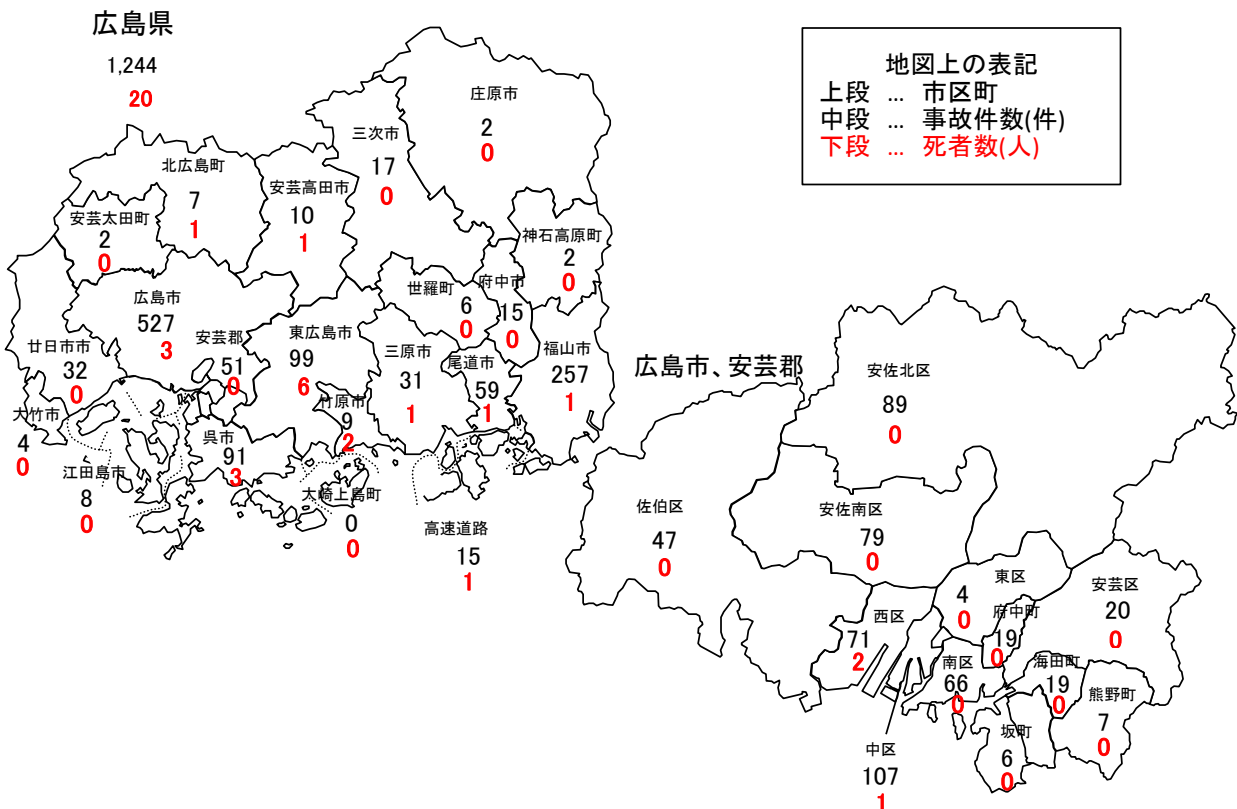 広島県
1,244
20
地図上の表記
上段 … 市区町
中段 … 事故件数(件)
下段 … 死者数(人)
庄原市
2
0
三次市
17
0
北広島町
7
1
安芸高田市
10
1
安芸太田町
2
0
神石高原町
2
0
府中市
15
0
世羅町
6
0
広島市
527
3
安芸郡
51
0
東広島市
99
6
三原市
31
1
尾道市
59
1
福山市
257
1
廿日市市
32
0
大竹市
4
0
竹原市
9
2
呉市
91
3
江田島市
8
0
大崎上島町
0
0
高速道路
15
1
広島市、安芸郡
安佐北区
89
0
佐伯区
47
0
安佐南区
79
0
東区
4
0
府中町
19
0
安芸区
20
0
西区
71
2
南区
66
0
海田町
19
0
熊野町
7
0
坂町
6
0
中区
107
1